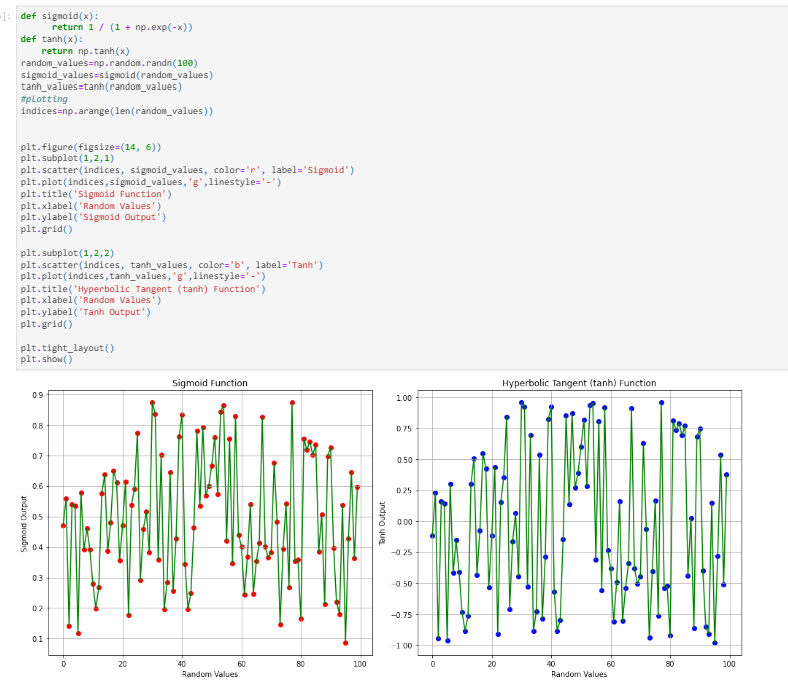 ]:
def sigmoid(x):
return 1 / (1 + np.exp(-x))
def tanh(x):
return np.tanh(x)
random_values=np.random.randn(100)
sigmoid_values=sigmoid(random_values)
tanh_values=tanh(random_values)
#plotting
indices=np.arange(len(random_values))
plt.figure(figsize=(14, 6))
plt.subplot(1,2,1)
plt.scatter(indices, sigmoid_values, color='r', label='Sigmoid')
plt.plot(indices,sigmoid_values,'g',linestyle='-')
plt.title('Sigmoid Function')
plt.xlabel('Random Values')
plt.ylabel('Sigmoid Output')
plt.grid()
plt.subplot(1,2,2)
plt.scatter(indices, tanh_values, color='b', label='Tanh')
plt.plot(indices,tanh_values,'g',linestyle='-')
plt.title('Hyperbolic Tangent (tanh) Function')
plt.xlabel('Random Values')
plt.ylabel('Tanh Output')
plt.grid()
plt.tight_layout()
plt.show()
Sigmoid Function
0.9
0.8
0.7
0.6
0.5
0.4
0.3
0.2
0.1
Sigmoid Output
0 20 40 60 80 100
Random Values
Hyperbolic Tangent (tanh) Function
1.00
0.75
0.50
0.25
0.00
−0.25
−0.50
−0.75
−1.00
Tanh Output
0 20 40 60 80 100
Random Values